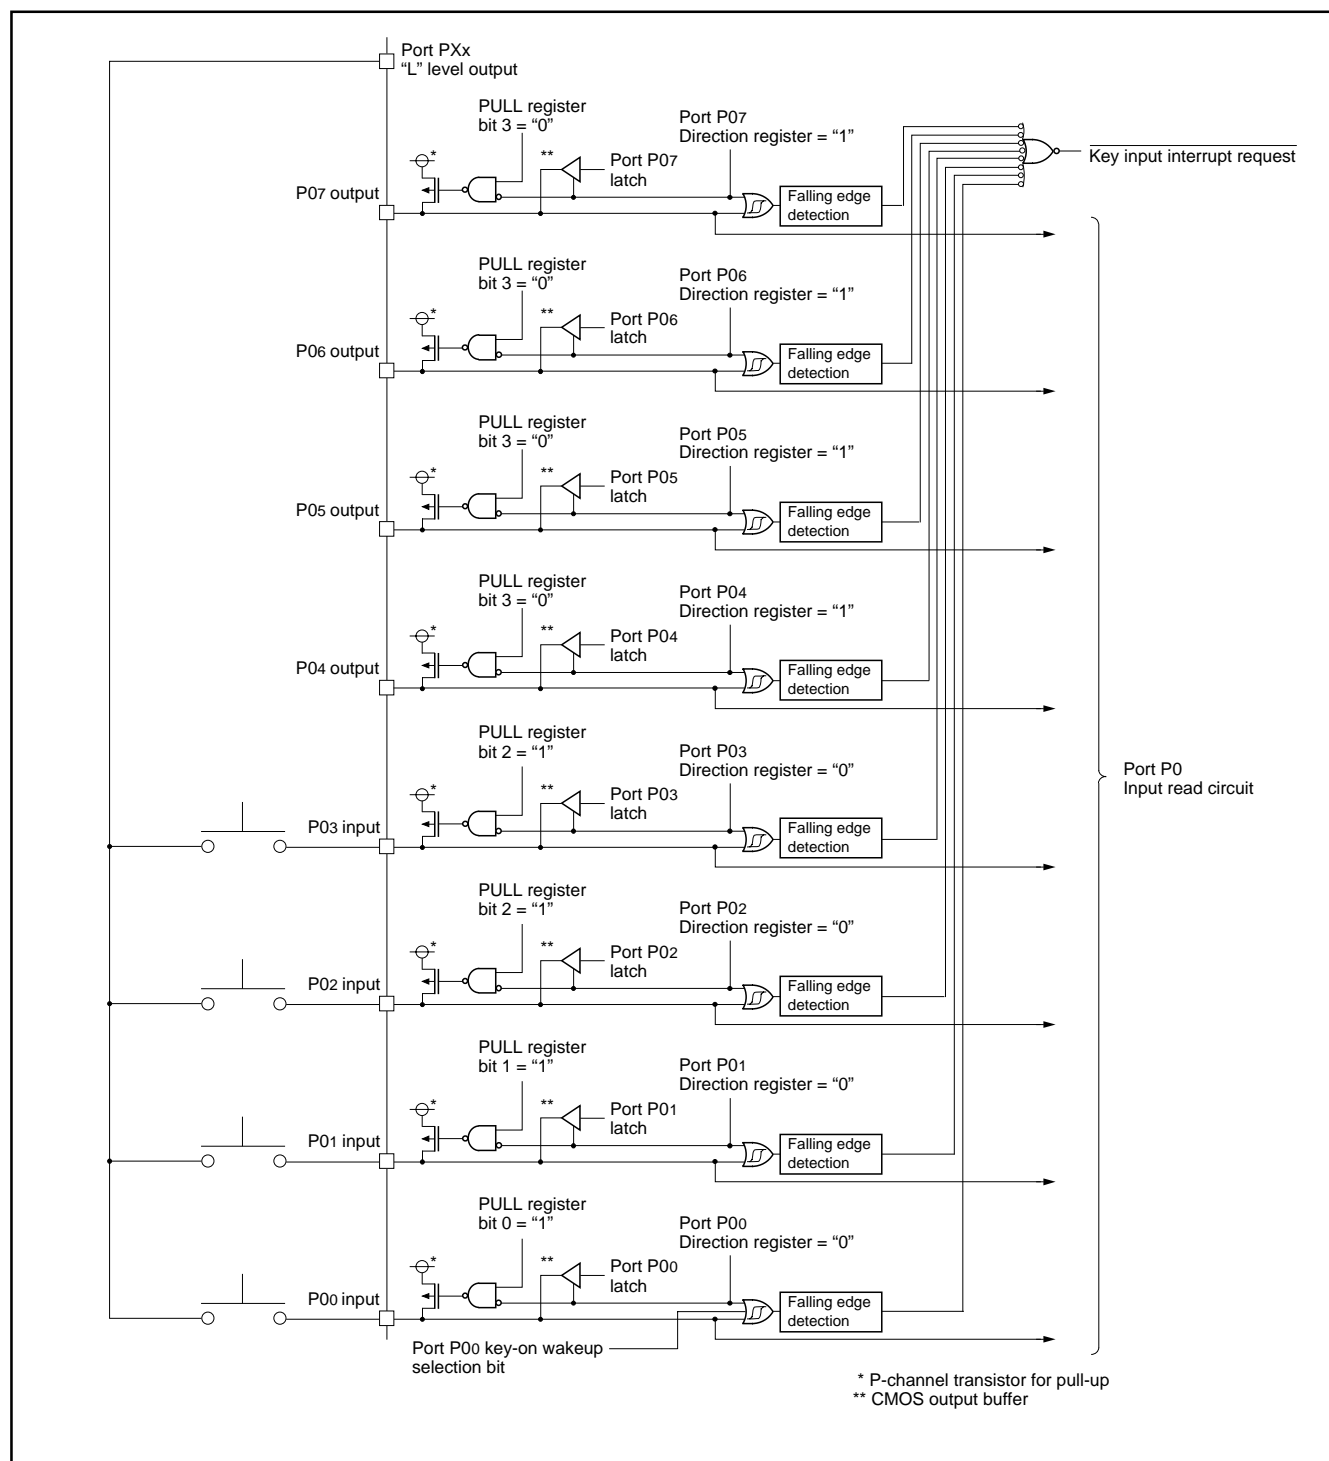 Port PXx
“L” level output
PULL register
bit 3 = “0”
Port P07
Direction register = “1”
*
**
Port P07
latch
P07 output
Falling edge
detection
Key input interrupt request
PULL register
bit 3 = “0”
Port P06
Direction register = “1”
*
**
Port P06
latch
P06 output
Falling edge
detection
PULL register
bit 3 = “0”
Port P05
Direction register = “1”
*
**
Port P05
latch
P05 output
Falling edge
detection
PULL register
bit 3 = “0”
Port P04
Direction register = “1”
*
**
Port P04
latch
P04 output
Falling edge
detection
PULL register
bit 2 = “1”
Port P03
Direction register = “0”
*
**
Port P03
latch
P03 input
Falling edge
detection
Port P0
Input read circuit
PULL register
bit 2 = “1”
Port P02
Direction register = “0”
*
**
Port P02
latch
P02 input
Falling edge
detection
PULL register
bit 1 = “1”
Port P01
Direction register = “0”
*
**
Port P01
latch
P01 input
Falling edge
detection
PULL register
bit 0 = “1”
Port P00
Direction register = “0”
*
**
Port P00
latch
P00 input
Falling edge
detection
Port P00 key-on wakeup
selection bit
* P-channel transistor for pull-up
** CMOS output buffer